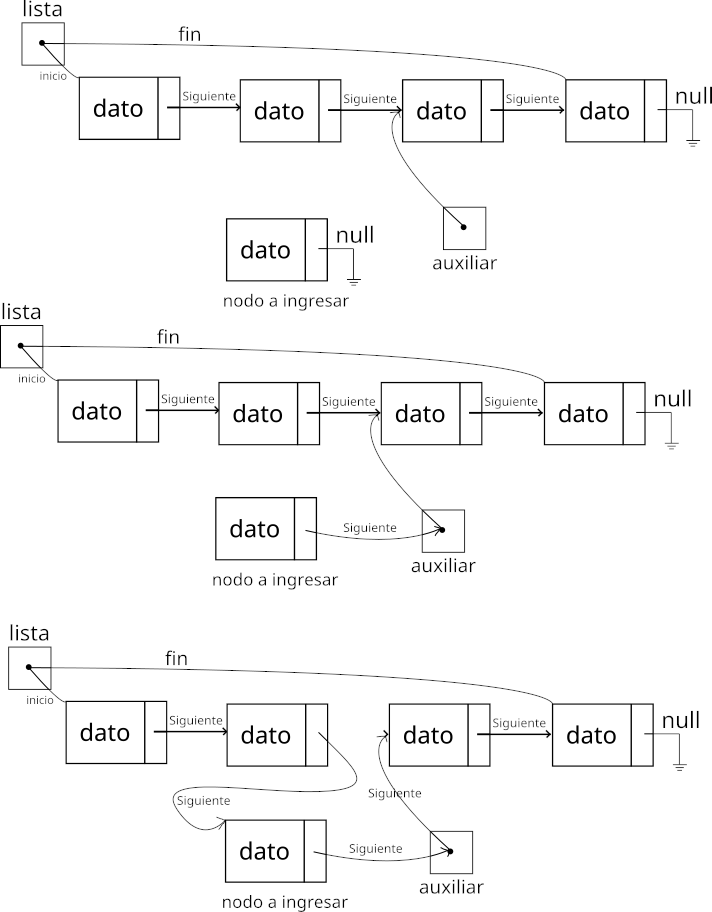 lista
fin
inicio
dato
Siguiente
dato
Siguiente
dato
Siguiente
dato
null
dato
null
auxiliar
nodo a ingresar
lista
fin
inicio
dato
Siguiente
dato
Siguiente
dato
Siguiente
dato
null
dato
Siguiente
auxiliar
nodo a ingresar
lista
fin
inicio
dato
Siguiente
dato
dato
Siguiente
dato
null
Siguiente
Siguiente
dato
Siguiente
auxiliar
nodo a ingresar